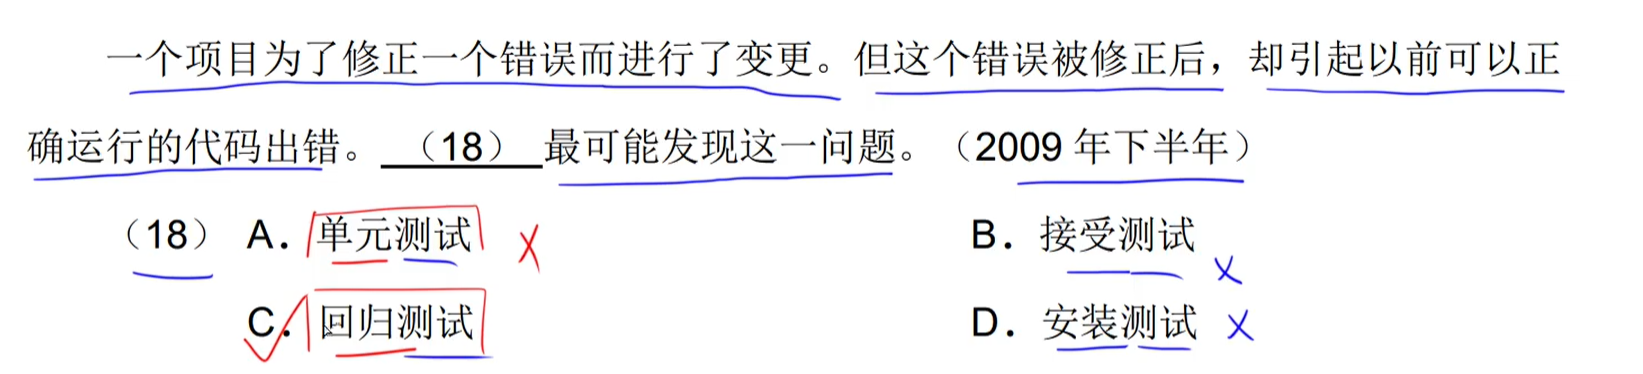 一个项目为了修正一个错误而进行了变更。但这个错误被修正后，却引起以前可以正
确运行的代码出错。（18）最可能发现这一问题。（2009 年下半年）
（18） A. 单元测试 B. 接受测试
C. 回归测试 D. 安装测试